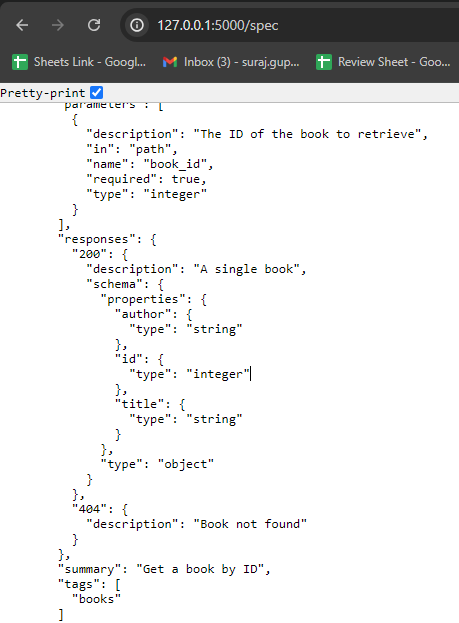 127.0.0.1:5000/spec
Sheets Link - Googl... Inbox (3) - suraj.gup... Review Sheet - Goo...
Pretty-print
"parameters": [
{
"description": "The ID of the book to retrieve",
"in": "path",
"name": "book_id",
"required": true,
"type": "integer"
}
],
"responses": {
"200": {
"description": "A single book",
"schema": {
"properties": {
"author": {
"type": "string"
},
"id": {
"type": "integer"
},
"title": {
"type": "string"
}
},
"type": "object"
}
},
"404": {
"description": "Book not found"
}
},
"summary": "Get a book by ID",
"tags": [
"books"
]